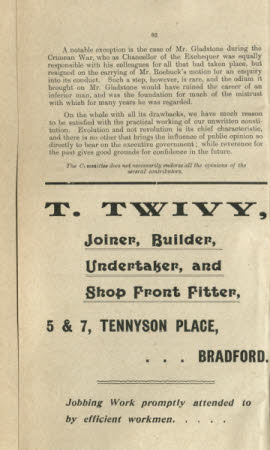 82
A notable exception is the case of Mr. Gladstone during the
Crimean War, who as Chancellor of the Exchequer was equally
responsible with his colleagues for all that had taken place, but
resigned on the carrying of Mr. Roebuck's motion for an enquiry
into its conduct. Such a step, however, is rare, and the odium it
brought on Mr. Gladstone would have ruined the career of an
inferior man, and was the foundation for much of the mistrust
with which for many years he was regarded.
On the whole with all its drawbacks, we have much reason
to be satisfied with the practical working of our unwritten consti-
tution. Evolution and not revolution is its chief characteristic,
and there is no other that brings the influence of public opinion so
directly to bear on the executive government; while reverence for
the past gives good grounds for confidence in the future.
The Committee does not necessarily endorse all the opinions of the
several contributors.
T. TWIVY,
Joiner, Builder,
Undertaker, and
Shop Front Fitter,
5 & 7, TENNYSON PLACE,
. . . BRADFORD.
Jobbing Work promptly attended to
by efficient workmen. . . . .